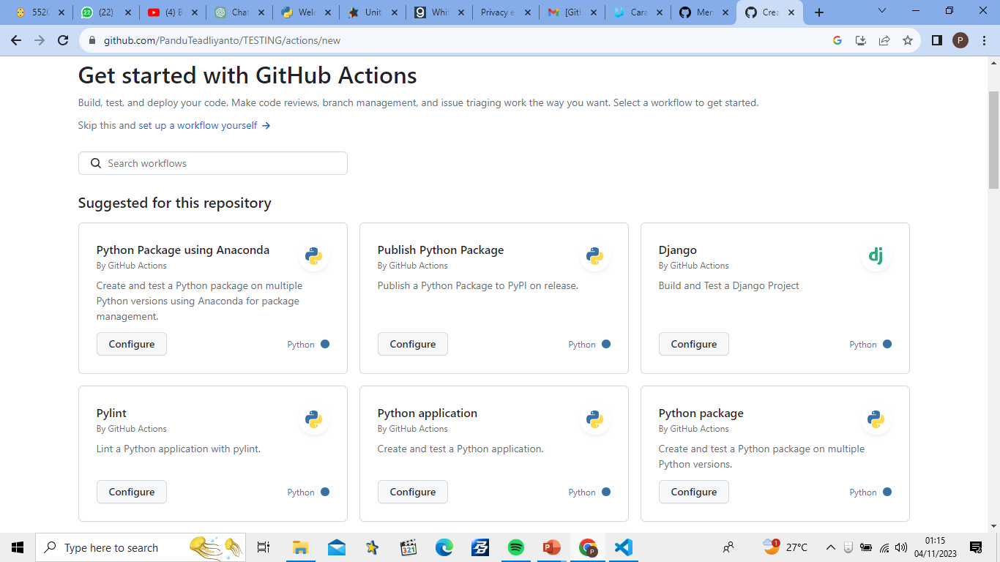 552(
(22)
(4) B
Chat
Welc
Unit
Whit
Privacy e
[GitH
Cara
Mer
Crea
github.com/PanduTeadliyanto/TESTING/actions/new
P
Get started with GitHub Actions
Build, test, and deploy your code. Make code reviews, branch management, and issue triaging work the way you want. Select a workflow to get started.
Skip this and set up a workflow yourself →
Search workflows
Suggested for this repository
Python Package using Anaconda
By GitHub Actions
Create and test a Python package on multiple
Python versions using Anaconda for package
management.
Configure
Python
Publish Python Package
By GitHub Actions
Publish a Python Package to PyPI on release.
Configure
Python
Django
By GitHub Actions
Build and Test a Django Project
dj
Configure
Python
Pylint
By GitHub Actions
Lint a Python application with pylint.
Configure
Python
Python application
By GitHub Actions
Create and test a Python application.
Configure
Python
Python package
By GitHub Actions
Create and test a Python package on multiple
Python versions.
Configure
Python
Type here to search
321
P
1
27°C
01:15
04/11/2023